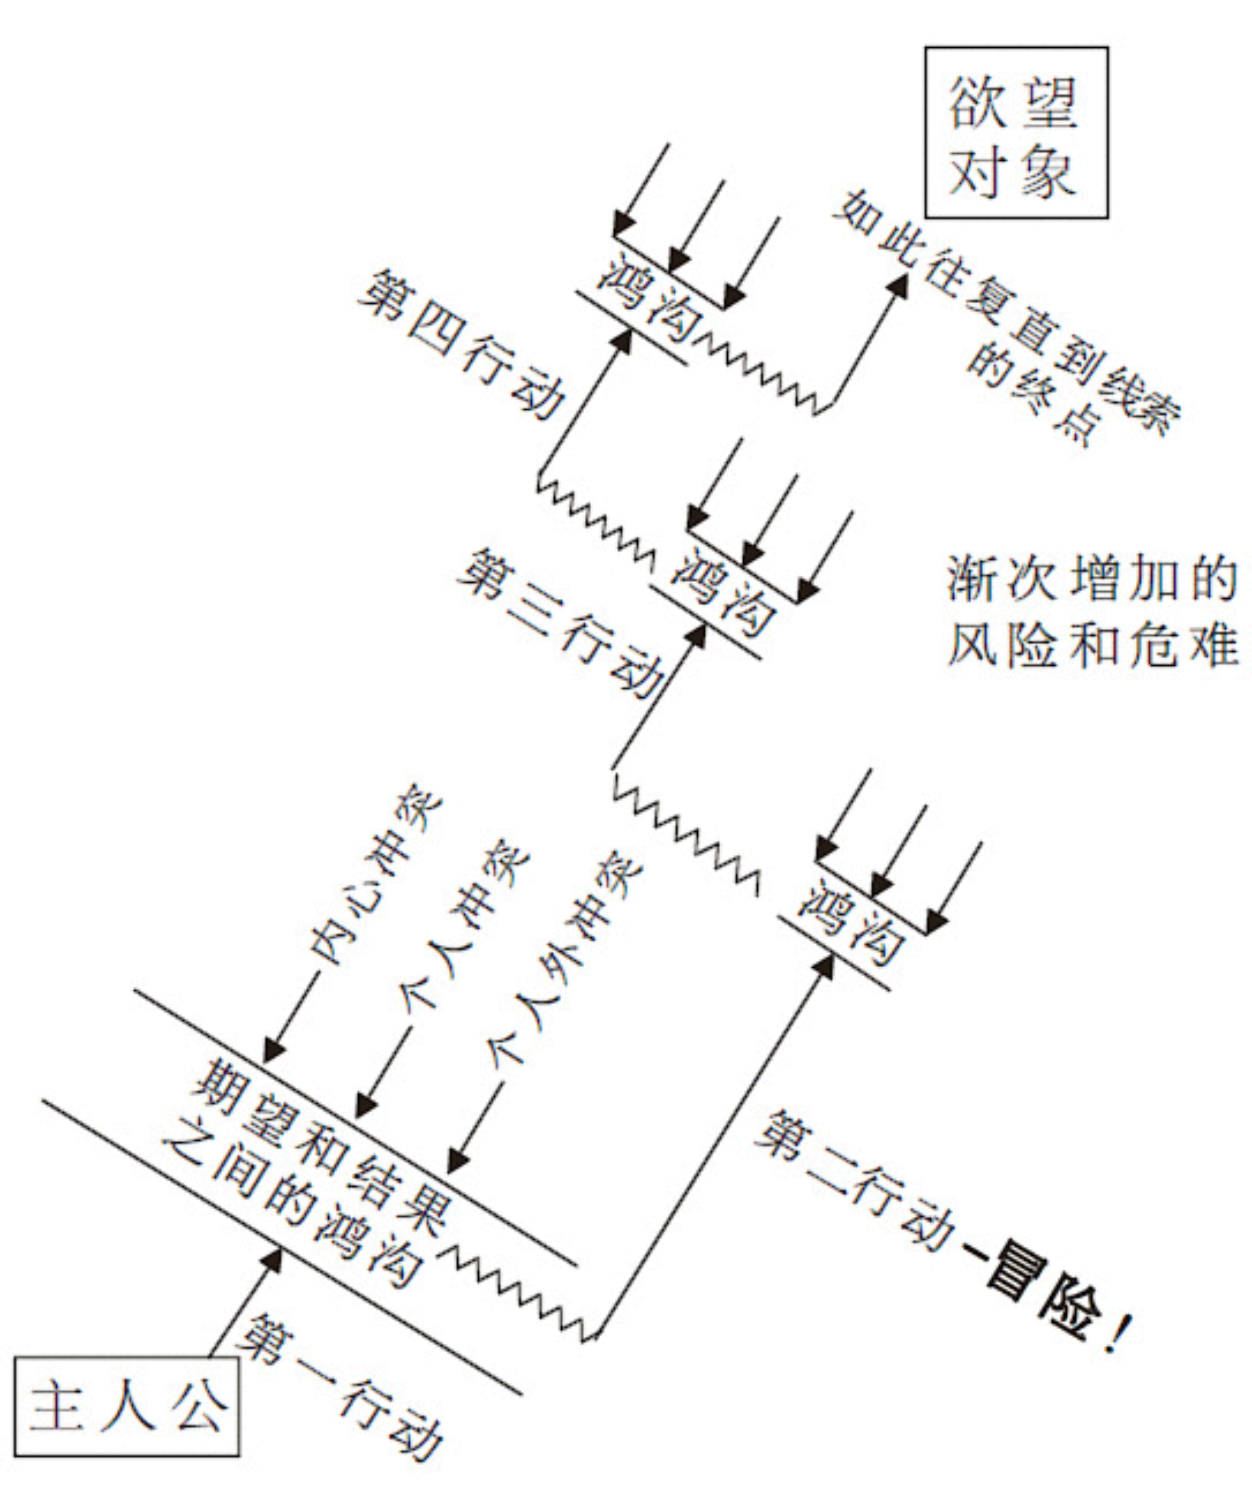 欲望
对象
如此往复直到线索
的终点
鸿沟
第四行动
鸿沟
第三行动
渐次增加的
风险和危难
鸿沟
内心冲突
个人冲突
个人外冲突
期望和结果
之间的鸿沟
第二行动-冒险!
第一行动
主人公